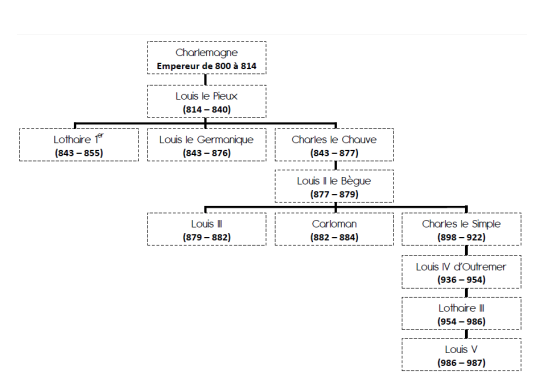 Charlemagne
Empereur de 800 à 814
Louis le Pieux
(814 – 840)
Lothaire 1er
(843 – 855)
Louis le Germanique
(843 – 876)
Charles le Chauve
(843 – 877)
Louis II le Bègue
(877 – 879)
Louis III
(879 – 882)
Carloman
(882 – 884)
Charles le Simple
(898 – 922)
Louis IV d'Outremer
(936 – 954)
Lothaire III
(954 – 986)
Louis V
(986 – 987)